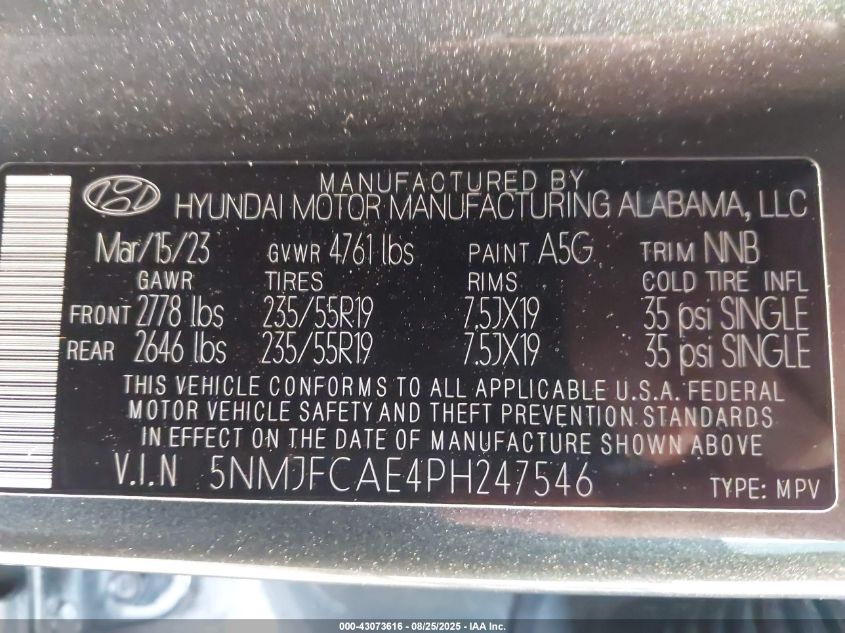 MANUFACTURED BY
HYUNDAI MOTOR MANUFACTURING ALABAMA, LLC
Mar/15/23 GVWR 4761 lbs PAINT A5G TRIM NNB
GAWR TIRES RIMS COLD TIRE INFL
FRONT 2778 lbs 235/55R19 7.5JX19 35 psi SINGLE
REAR 2646 lbs 235/55R19 7.5JX19 35 psi SINGLE
THIS VEHICLE CONFORMS TO ALL APPLICABLE U.S.A. FEDERAL
MOTOR VEHICLE SAFETY AND THEFT PREVENTION STANDARDS
IN EFFECT ON THE DATE OF MANUFACTURE SHOWN ABOVE
V.I.N 5NMJFCAE4PH247546 TYPE: MPV
000-43073616 - 08/25/2025 - IAA Inc.